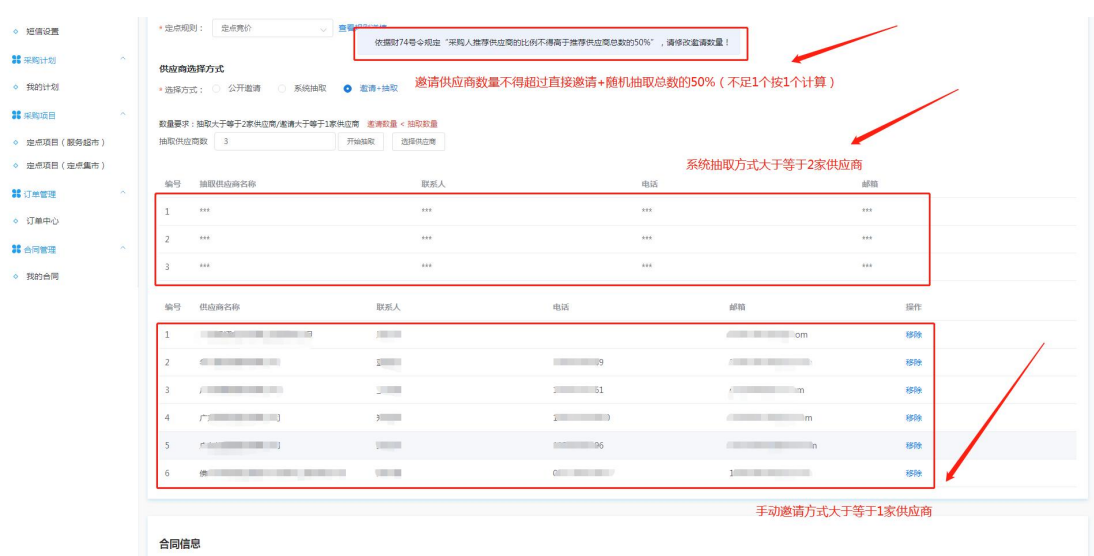 短信设置
采购计划
我的计划
采购项目
定点项目（服务超市）
定点项目（定点集市）
订单管理
订单中心
合同管理
我的合同
* 定点规则： 定点竞价
依据财74号令规定“采购人推荐供应商的比例不得高于推荐供应商总数的50%”，请修改邀请数量！
供应商选择方式
* 选择方式： 公开邀请 系统抽取 邀请+抽取
邀请供应商数量不得超过直接邀请+随机抽取总数的50%（不足1个按1个计算）
数量要求：抽取大于等于2家供应商/邀请大于等于1家供应商 邀请数量 < 抽取数量
抽取供应商数 3 开始抽取 选择供应商
系统抽取方式大于等于2家供应商
编号 抽取供应商名称 联系人 电话 邮箱
1 *** *** *** ***
2 *** *** *** ***
3 *** *** *** ***
编号 供应商名称 联系人 电话 邮箱 操作
1 om 移除
2 9 移除
3 61 移除
4 广 m 移除
5 96 移除
6 佛 移除
手动邀请方式大于等于1家供应商
合同信息